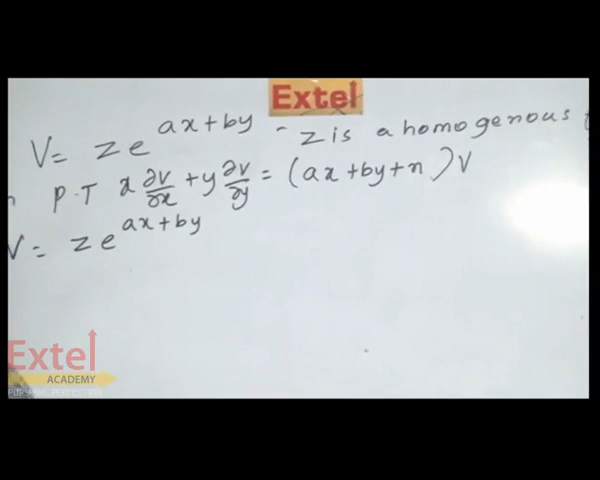 Extel
V = ze^{ax+by} - z is a homogenous
P.T x ∂V/∂x + y ∂V/∂y = (ax+by+n)V
V = ze^{ax+by}
Extel
ACADEMY